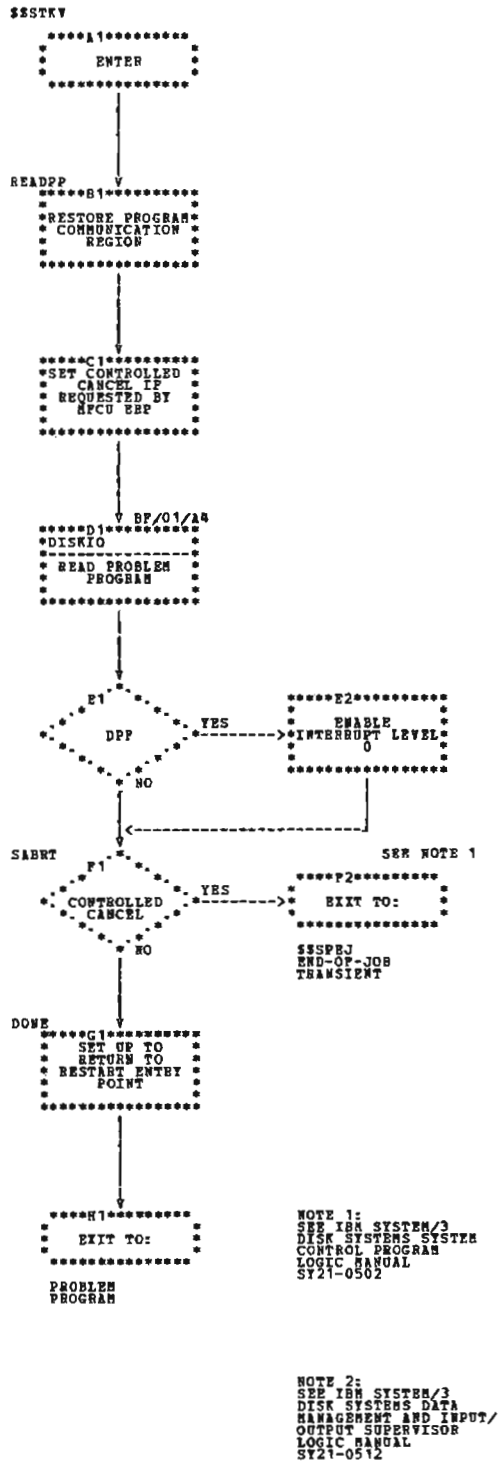 $$STKV
****A1*********
ENTER
READPP
*****B1*********
RESTORE PROGRAM
COMMUNICATION
REGION
*****C1*********
SET CONTROLLED
CANCEL IF
REQUESTED BY
MFCU EBP
BF/01/A4
*****D1*********
DISKIO
READ PROBLEM
PROGRAM
E1
DPF
YES
NO
*****E2*********
ENABLE
INTERRUPT LEVEL
0
SABRT
SEE NOTE 1
F1
CONTROLLED
CANCEL
YES
NO
****F2*********
EXIT TO:
$$SPEJ
END-OF-JOB
TRANSIENT
DONE
*****G1*********
SET UP TO
RETURN TO
RESTART ENTRY
POINT
****H1*********
EXIT TO:
PROBLEM
PROGRAM
NOTE 1:
SEE IBM SYSTEM/3
DISK SYSTEMS SYSTEM
CONTROL PROGRAM
LOGIC MANUAL
SY21-0502
NOTE 2:
SEE IBM SYSTEM/3
DISK SYSTEMS DATA
MANAGEMENT AND INPUT/
OUTPUT SUPERVISOR
LOGIC MANUAL
SY21-0512